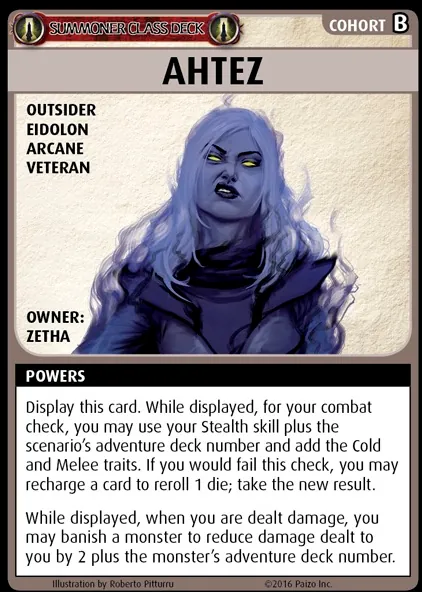 SUMMONER CLASS DECK
COHORT B
AHTEZ
OUTSIDER
EIDOLON
ARCANE
VETERAN
OWNER:
ZETHA
POWERS
Display this card. While displayed, for your combat
check, you may use your Stealth skill plus the
scenario's adventure deck number and add the Cold
and Melee traits. If you would fail this check, you may
recharge a card to reroll 1 die; take the new result.
While displayed, when you are dealt damage, you
may banish a monster to reduce damage dealt to
you by 2 plus the monster's adventure deck number.
Illustration by Roberto Pitturru
©2016 Paizo Inc.